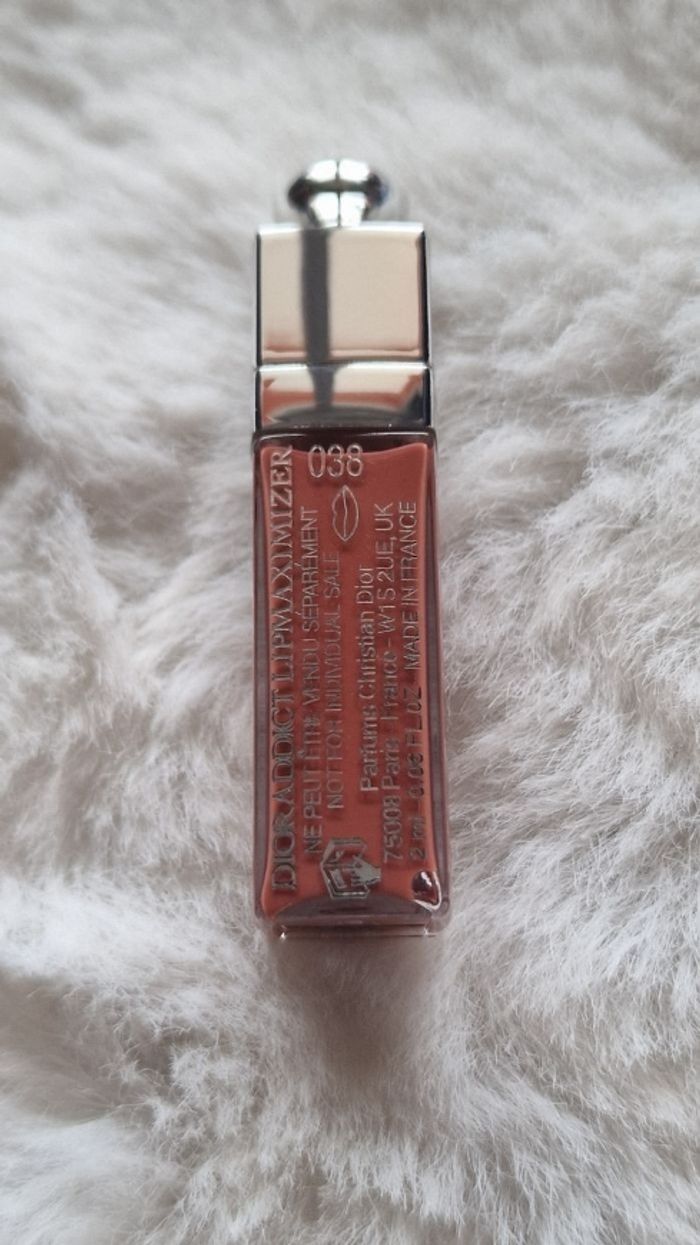 038
DIOR ADDICT LIP MAXIMIZER
NE PEUT ÊTRE VENDU SÉPARÉMENT
NOT FOR INDIVIDUAL SALE
Parfums Christian Dior
75008 Paris - France - W1S 2UE, UK
2 ml - 0.06 FL.OZ - MADE IN FRANCE